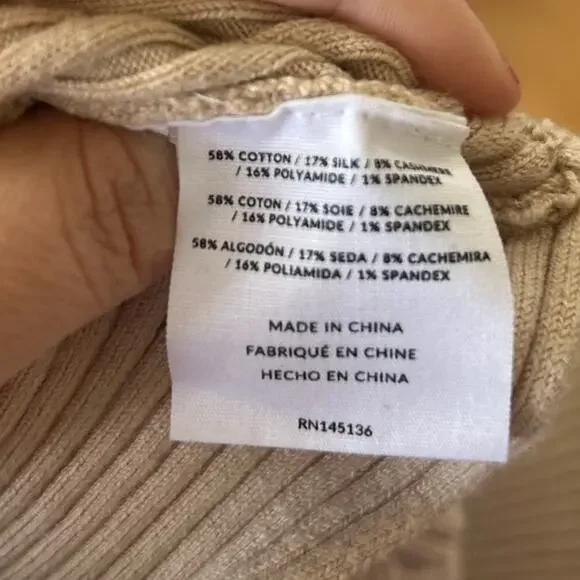 58% COTTON / 17% SILK / 8% CASHMERE
/ 16% POLYAMIDE / 1% SPANDEX
58% COTON / 17% SOIE / 8% CACHEMIRE
/ 16% POLYAMIDE / 1% SPANDEX
58% ALGODÓN / 17% SEDA / 8% CACHEMIRA
/ 16% POLIAMIDA / 1% SPANDEX
MADE IN CHINA
FABRIQUÉ EN CHINE
HECHO EN CHINA
RN145136